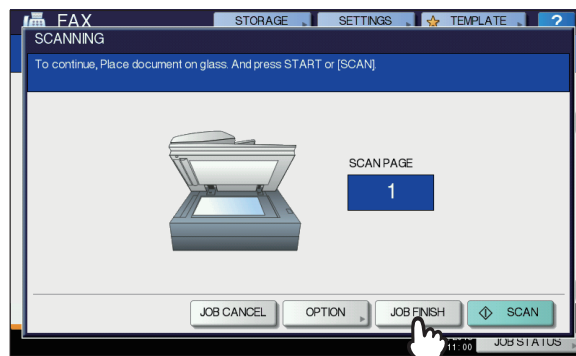 FAX
STORAGE
SETTINGS
TEMPLATE
?
SCANNING
To continue, Place document on glass. And press START or [SCAN].
SCAN PAGE
1
JOB CANCEL
OPTION
JOB FINISH
SCAN
11:00
JOB STATUS